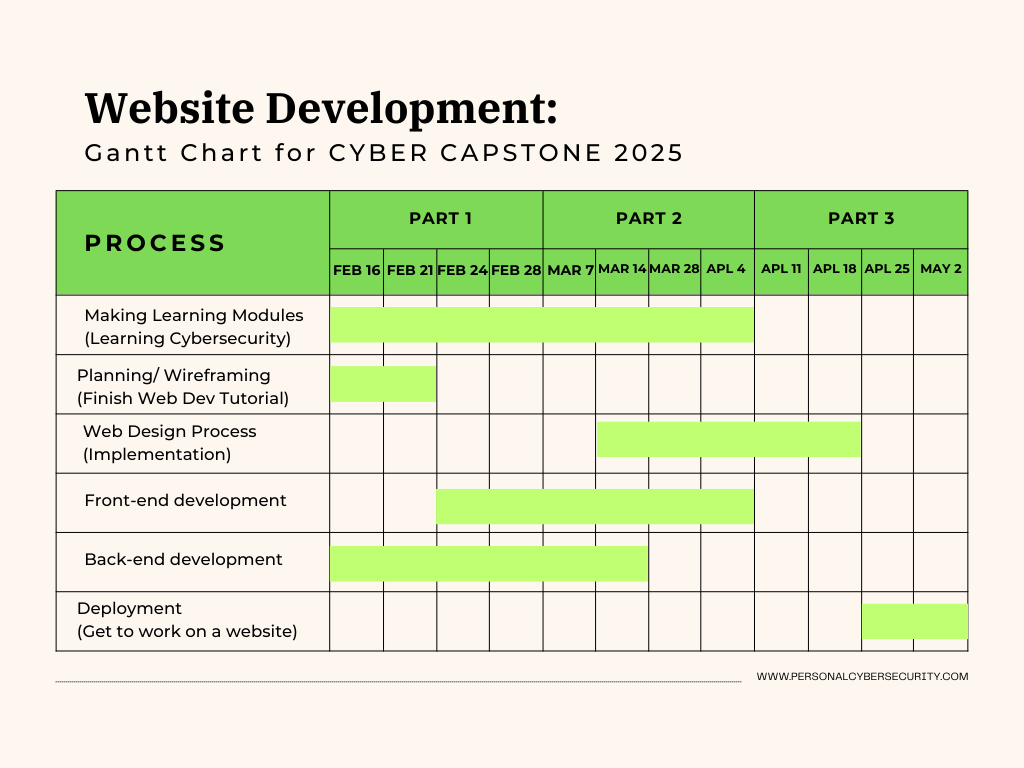 Website Development:
Gantt Chart for CYBER CAPSTONE 2025
PROCESS
PART 1
PART 2
PART 3
FEB 16
FEB 21
FEB 24
FEB 28
MAR 7
MAR 14
MAR 28
APL 4
APL 11
APL 18
APL 25
MAY 2
Making Learning Modules
(Learning Cybersecurity)
Planning/ Wireframing
(Finish Web Dev Tutorial)
Web Design Process
(Implementation)
Front-end development
Back-end development
Deployment
(Get to work on a website)
WWW.PERSONALCYBERSECURITY.COM